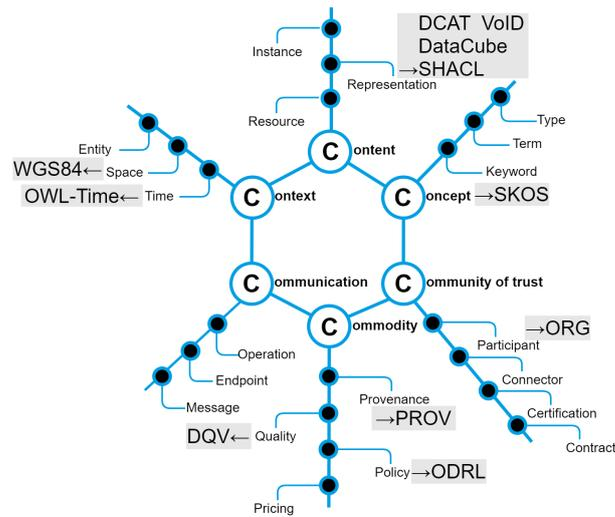 DCAT VoID
DataCube
→SHACL
Instance
Representation
Resource
Content
Type
Term
Keyword
Concept →SKOS
Entity
WGS84← Space
OWL-Time← Time
Context
Communication
Community of trust
Commodity
Operation
Endpoint
Message
→ORG
Participant
Connector
Certification
Contract
Provenance
→PROV
DQV← Quality
Policy →ODRL
Pricing